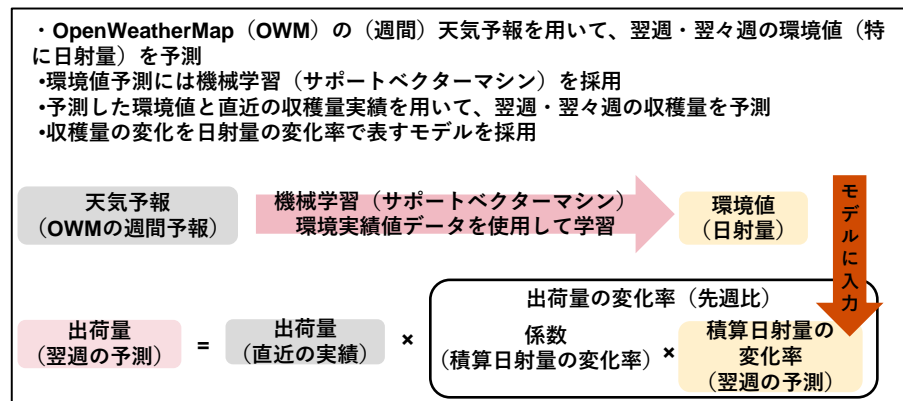 ・OpenWeatherMap（OWM）の（週間）天気予報を用いて、翌週・翌々週の環境値（特
に日射量）を予測
•環境値予測には機械学習（サポートベクターマシン）を採用
•予測した環境値と直近の収穫量実績を用いて、翌週・翌々週の収穫量を予測
•収穫量の変化を日射量の変化率で表すモデルを採用
天気予報
（OWMの週間予報）
機械学習（サポートベクターマシン）
環境実績値データを使用して学習
環境値
（日射量）
モデルに入力
出荷量の変化率（先週比）
出荷量
(翌週の予測)
=
出荷量
(直近の実績)
×
係数
(積算日射量の変化率)
×
積算日射量の
変化率
(翌週の予測)